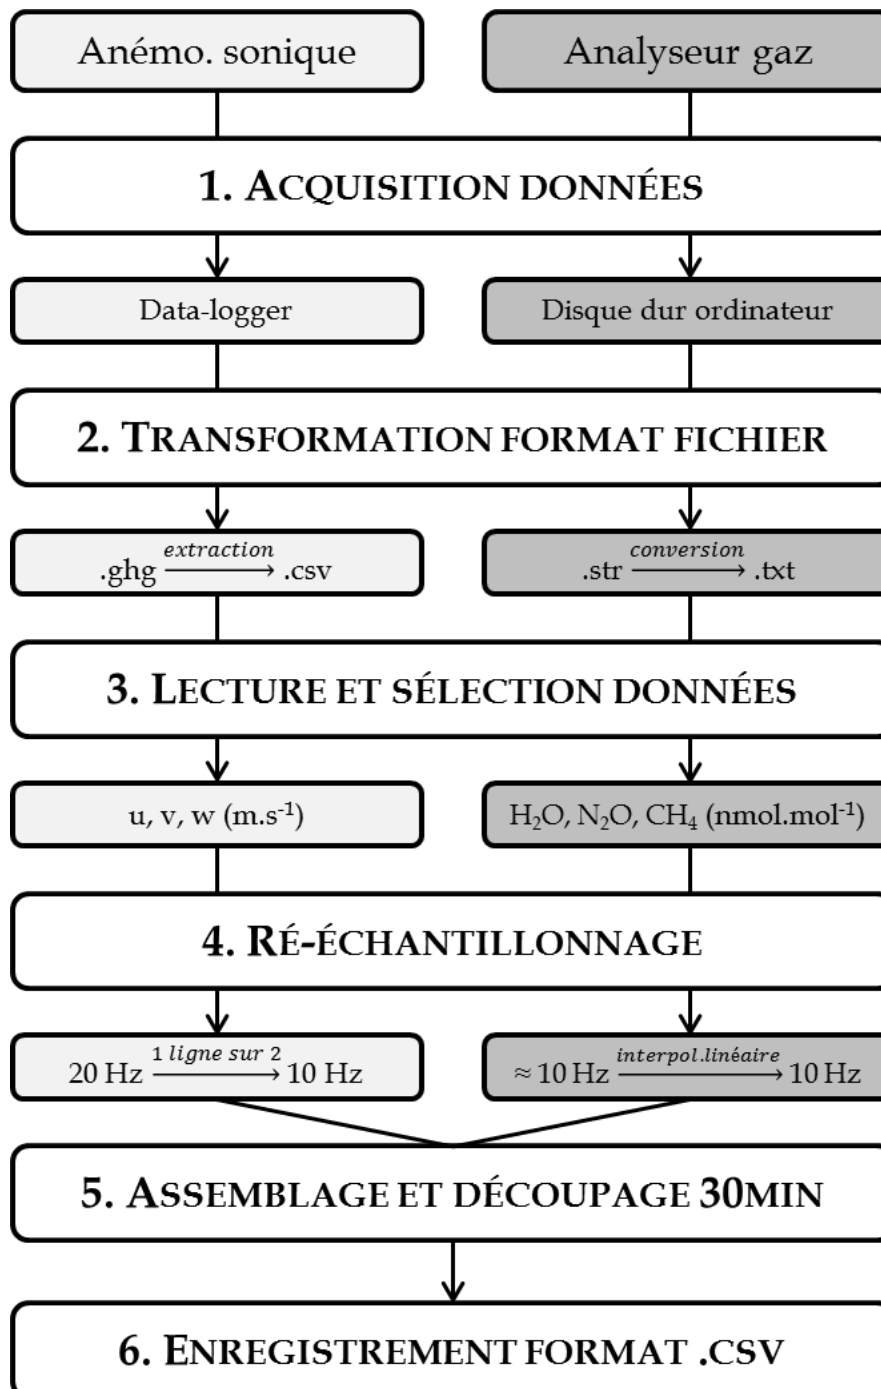 Anémo. sonique
Analyseur gaz
1. ACQUISITION DONNÉES
Data-logger
Disque dur ordinateur
2. TRANSFORMATION FORMAT FICHIER
.ghg extraction .csv
.str conversion .txt
3. LECTURE ET SÉLECTION DONNÉES
u, v, w (m.s⁻¹)
H₂O, N₂O, CH₄ (nmol.mol⁻¹)
4. RÉ-ÉCHANTILLONNAGE
20 Hz 1 ligne sur 2 10 Hz
≈ 10 Hz interpol.linéaire 10 Hz
5. ASSEMBLAGE ET DÉCOUPAGE 30MIN
6. ENREGISTREMENT FORMAT .CSV